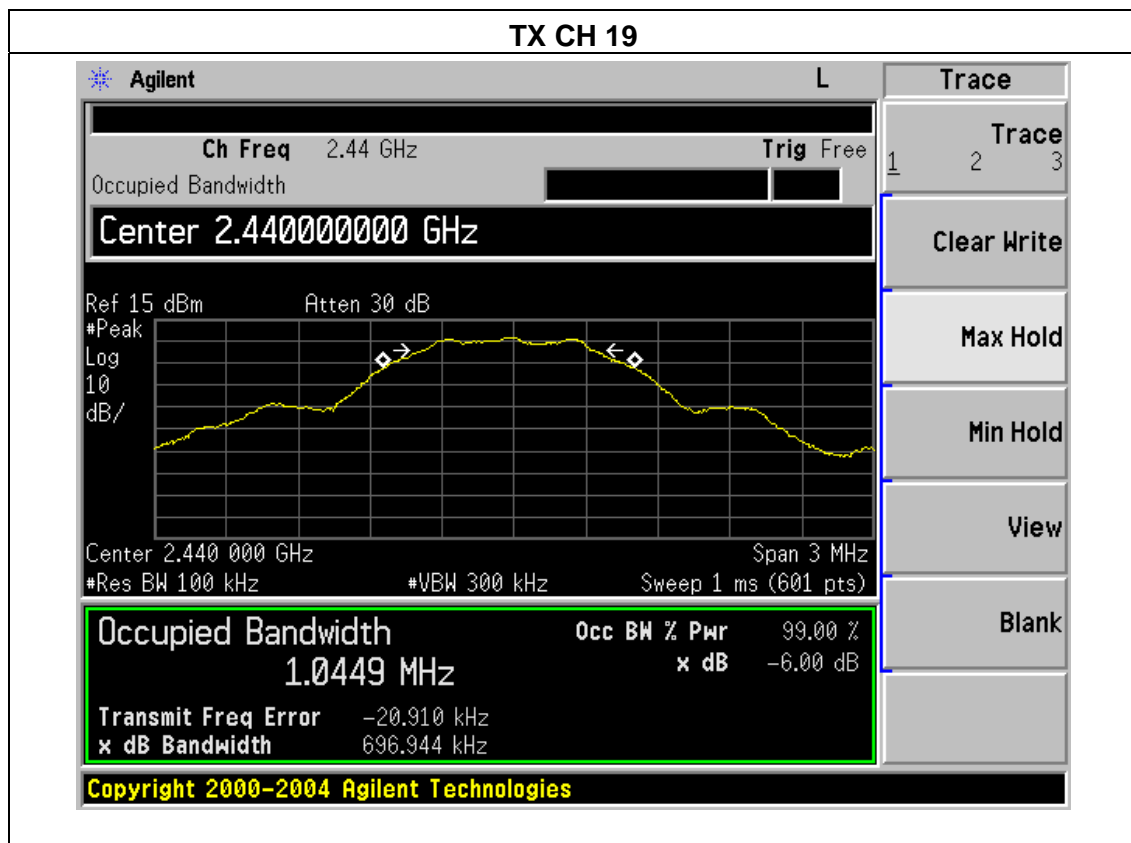 TX CH 19
Agilent L
Trace
Ch Freq 2.44 GHz Trig Free
Occupied Bandwidth
Center 2.440000000 GHz
Ref 15 dBm Atten 30 dB
#Peak
Log
10
dB/
Center 2.440 000 GHz Span 3 MHz
#Res BW 100 kHz #VBW 300 kHz Sweep 1 ms (601 pts)
Occupied Bandwidth
1.0449 MHz
Occ BW % Pwr 99.00 %
x dB -6.00 dB
Transmit Freq Error -20.910 kHz
x dB Bandwidth 696.944 kHz
Copyright 2000-2004 Agilent Technologies
Trace
1 2 3
Clear Write
Max Hold
Min Hold
View
Blank